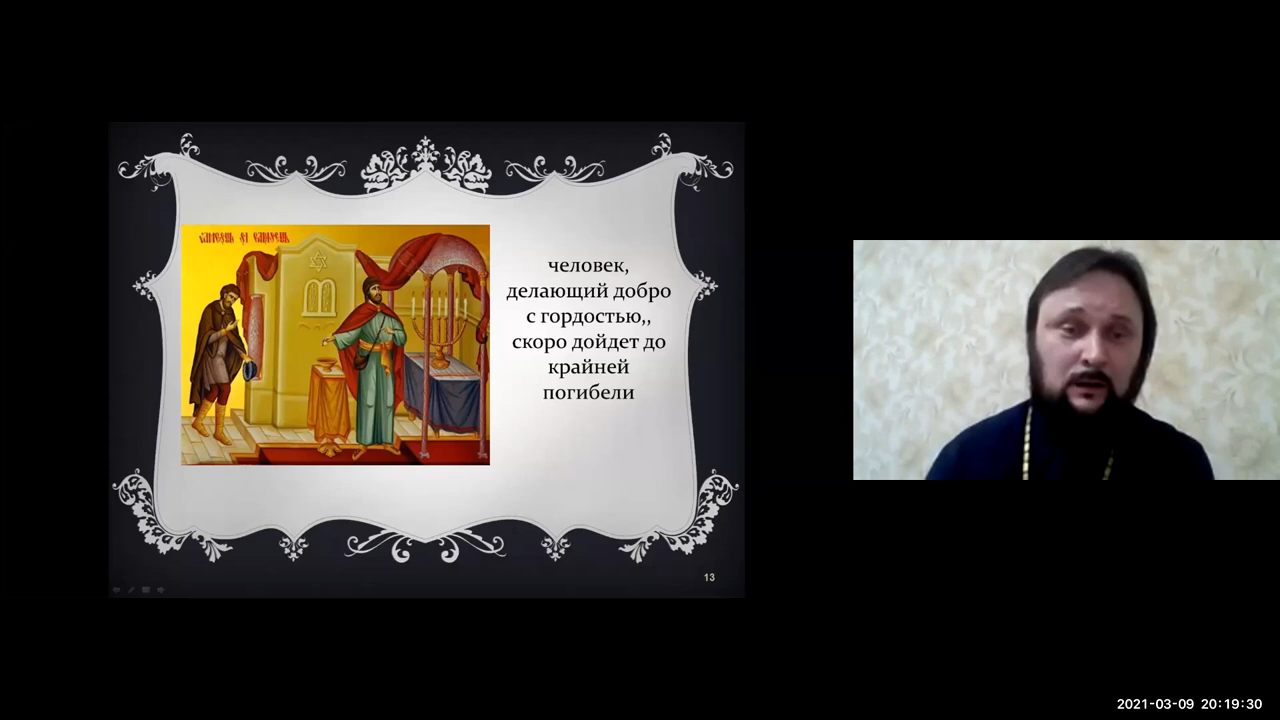 человек,
делающий добро
с гордостью,,
скоро дойдет до
крайней
погибели
13
2021-03-09 20:19:30